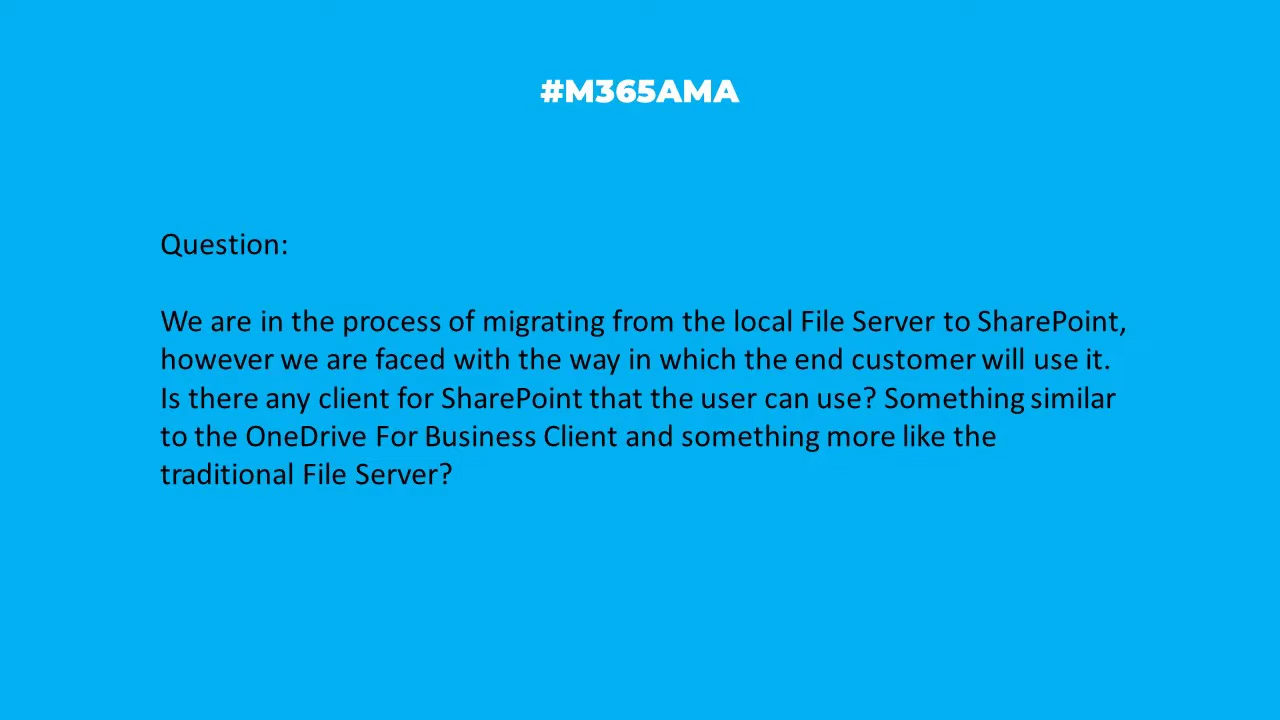 #M365AMA
Question:
We are in the process of migrating from the local File Server to SharePoint,
however we are faced with the way in which the end customer will use it.
Is there any client for SharePoint that the user can use? Something similar
to the OneDrive For Business Client and something more like the
traditional File Server?